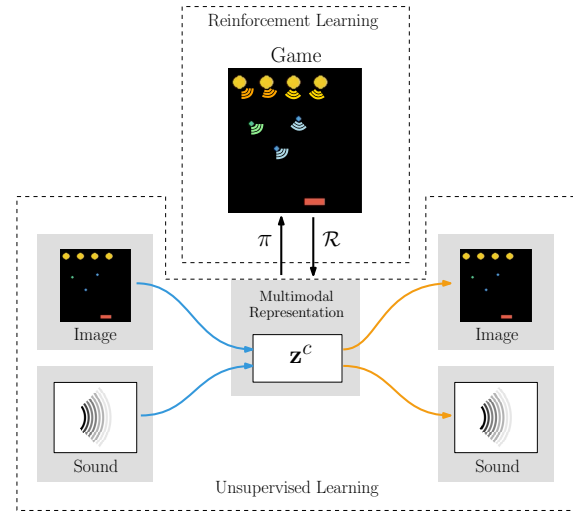 Reinforcement Learning
Game
π
ℛ
Multimodal
Representation
z^c
Image
Sound
Image
Sound
Unsupervised Learning